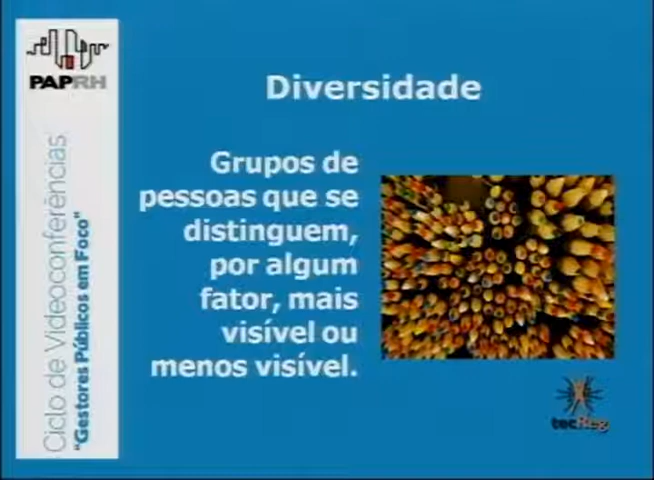 PAPRH
Ciclo de Videoconferências
"Gestores Públicos em Foco"
Diversidade
Grupos de
pessoas que se
distinguem,
por algum
fator, mais
visível ou
menos visível.
tecReg